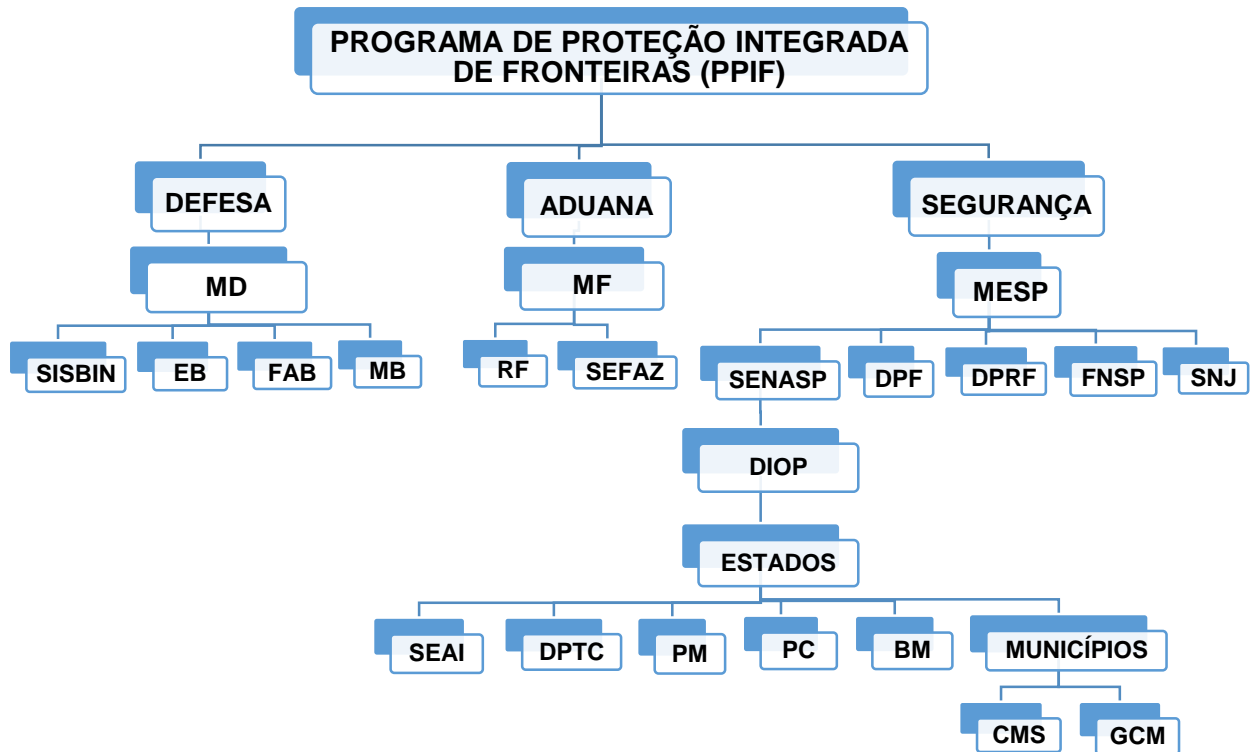 PROGRAMA DE PROTEÇÃO INTEGRADA
DE FRONTEIRAS (PPIF)
DEFESA
ADUANA
SEGURANÇA
MD
MF
MESP
SISBIN
EB
FAB
MB
RF
SEFAZ
SENASP
DPF
DPRF
FNSP
SNJ
DIOP
ESTADOS
SEAI
DPTC
PM
PC
BM
MUNICÍPIOS
CMS
GCM